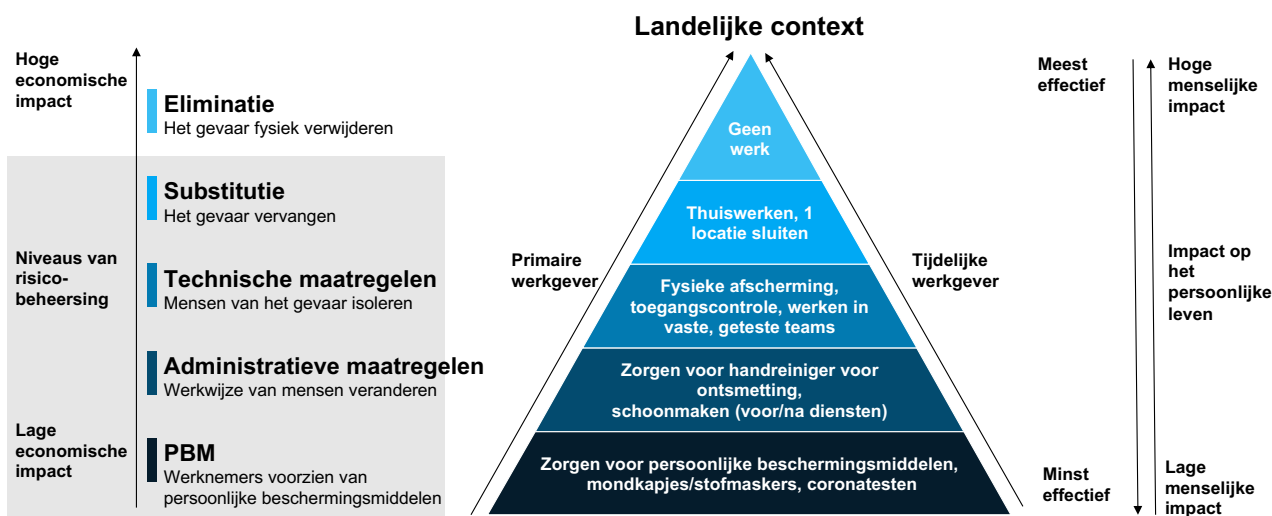 Landelijke context
Hoge
economische
impact
Eliminatie
Het gevaar fysiek verwijderen
Substitutie
Het gevaar vervangen
Niveaus van
risico-
beheersing
Technische maatregelen
Mensen van het gevaar isoleren
Administratieve maatregelen
Werkwijze van mensen veranderen
Lage
economische
impact
PBM
Werknemers voorzien van
persoonlijke beschermingsmiddelen
Primaire
werkgever
Geen
werk
Thuiswerken, 1
locatie sluiten
Fysieke afscherming,
toegangscontrole, werken in
vaste, geteste teams
Zorgen voor handreiniger voor
ontsmetting,
schoonmaken (voor/na diensten)
Zorgen voor persoonlijke beschermingsmiddelen,
mondkapjes/stofmaskers, coronatesten
Tijdelijke
werkgever
Meest
effectief
Minst
effectief
Hoge
menselijke
impact
Impact op
het
persoonlijke
leven
Lage
menselijke
impact